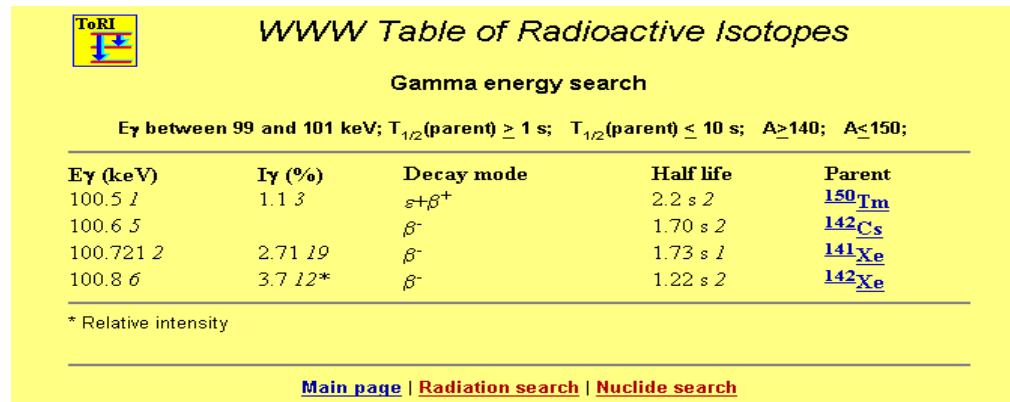 ToRI
WWW Table of Radioactive Isotopes
Gamma energy search
Eγ between 99 and 101 keV; T1/2(parent) ≥ 1 s; T1/2(parent) ≤ 10 s; A≥140; A≤150;
Eγ (keV) Iγ (%) Decay mode Half life Parent
100.5 1 1.1 3 ε+β⁺ 2.2 s 2 ¹⁵⁰Tm
100.6 5 β⁻ 1.70 s 2 ¹⁴²Cs
100.721 2 2.71 19 β⁻ 1.73 s 1 ¹⁴¹Xe
100.8 6 3.7 12* β⁻ 1.22 s 2 ¹⁴²Xe
* Relative intensity
Main page | Radiation search | Nuclide search